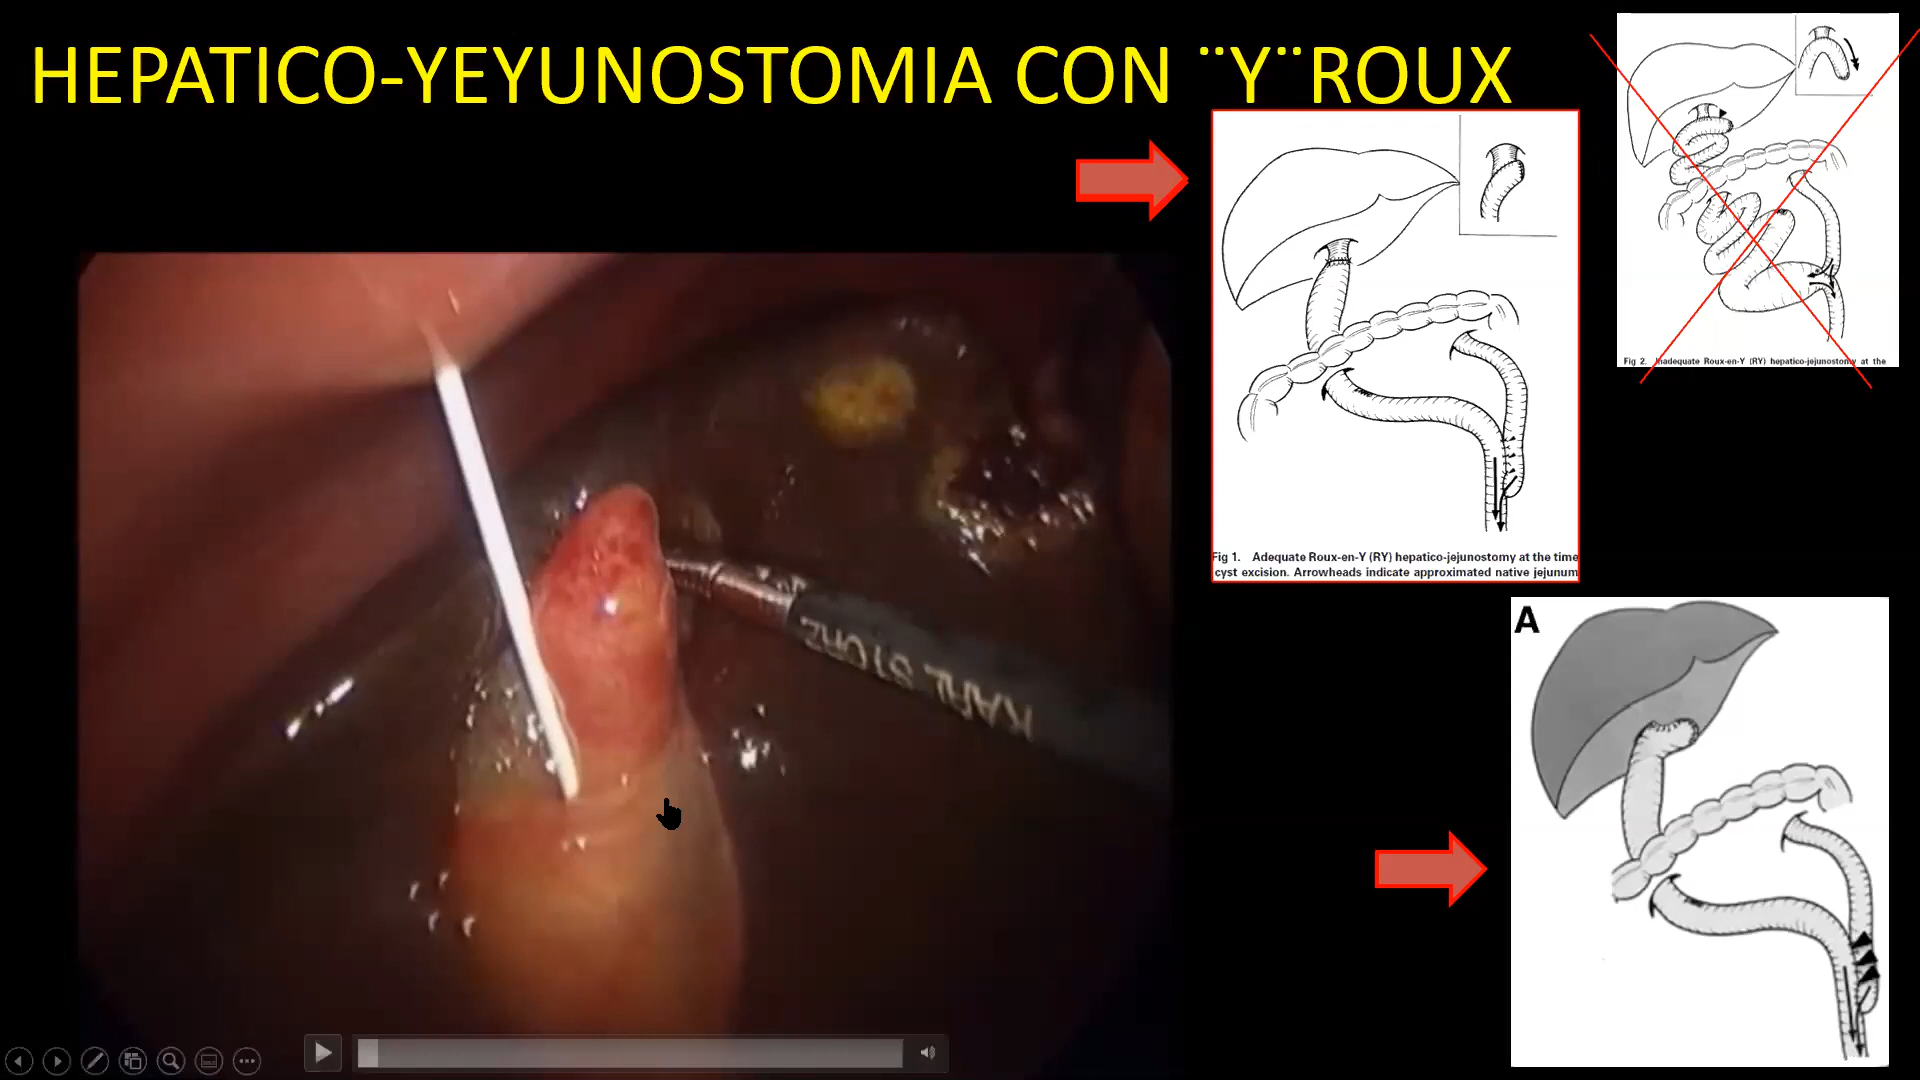 HEPATICO-YEYUNOSTOMIA CON ¨Y¨ROUX
Fig 2. Inadequate Roux-en-Y (RY) hepatico-jejunostomy at the
Fig 1. Adequate Roux-en-Y (RY) hepatico-jejunostomy at the time
cyst excision. Arrowheads indicate approximated native jejunum
A
KARL STORZ